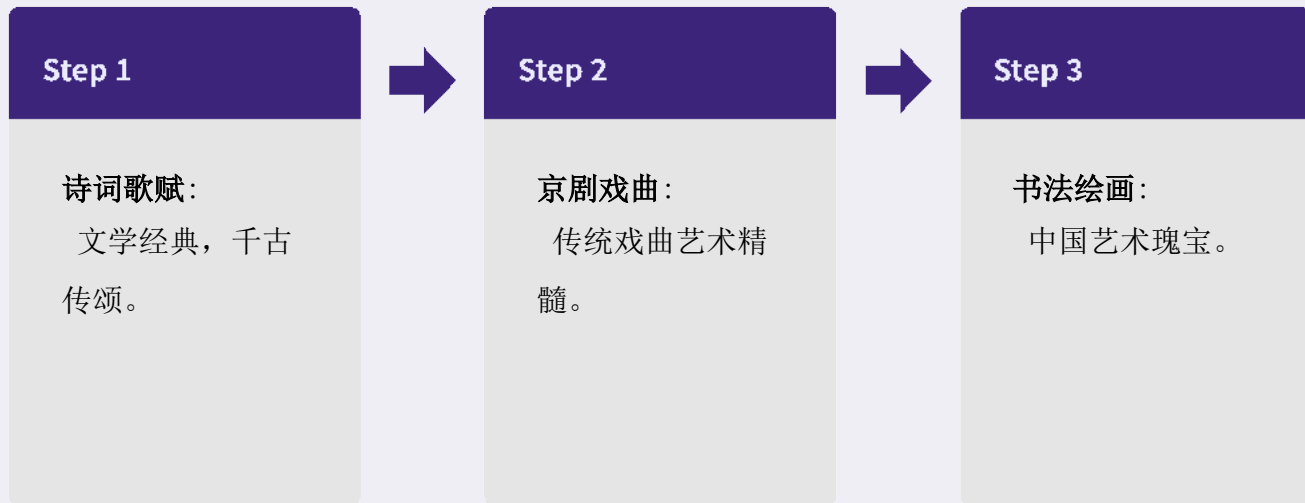 Step 1
诗词歌赋:
文学经典，千古
传颂。
Step 2
京剧戏曲:
传统戏曲艺术精
髓。
Step 3
书法绘画:
中国艺术瑰宝。